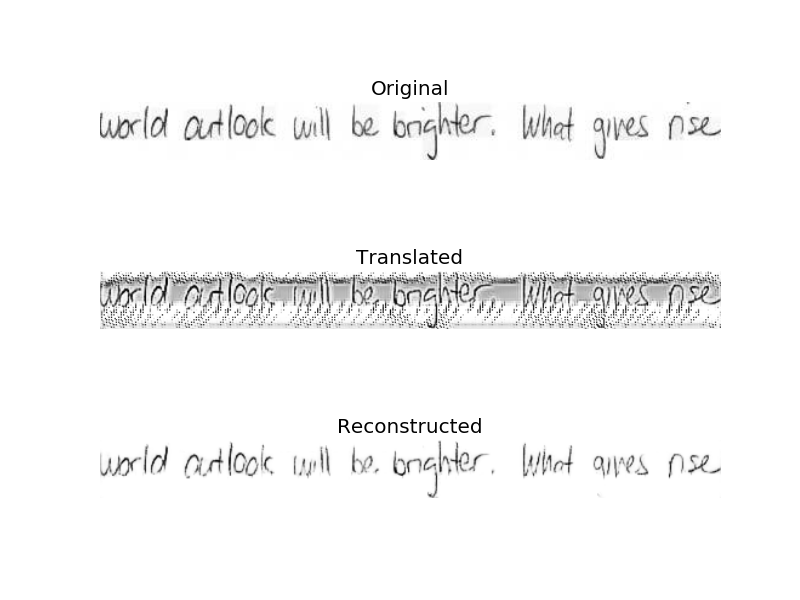 Original
world outlook will be brighter. What gives rise
Translated
world outlook will be brighter. What gives rise
Reconstructed
world outlook will be. brighter. What gives rise